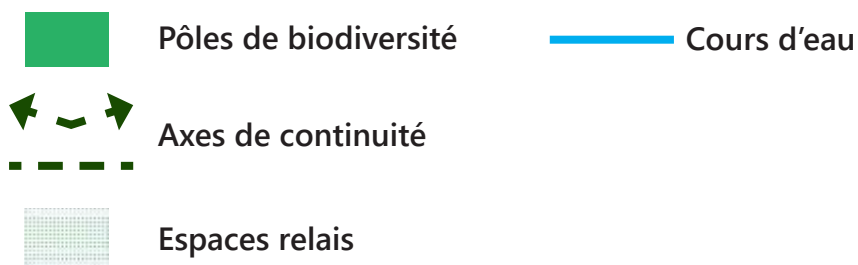 Pôles de biodiversité
Cours d’eau
Axes de continuité
Espaces relais